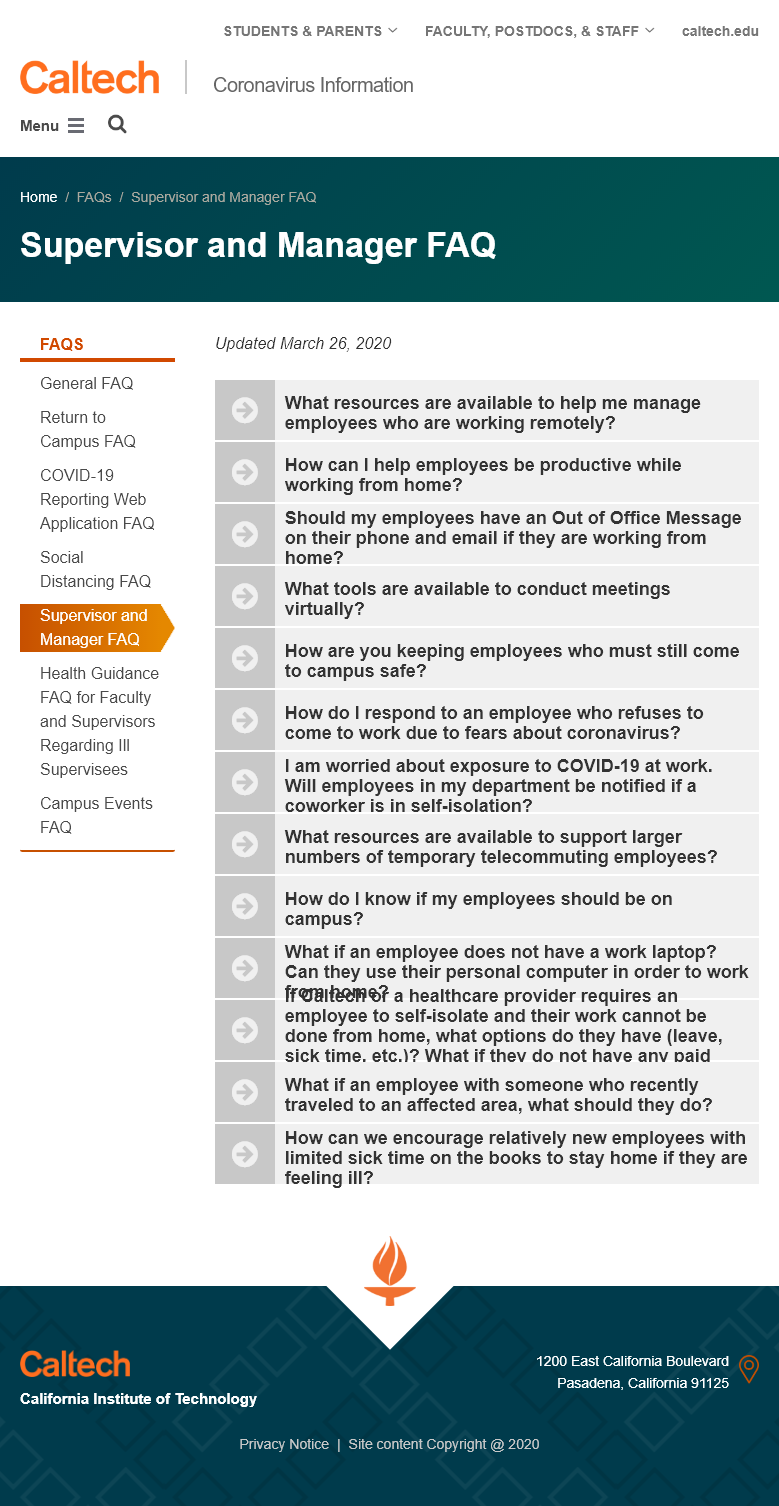 STUDENTS & PARENTS
FACULTY, POSTDOCS, & STAFF
caltech.edu
Caltech
Coronavirus Information
Menu
Home / FAQs / Supervisor and Manager FAQ
Supervisor and Manager FAQ
FAQS
General FAQ
Return to
Campus FAQ
COVID-19
Reporting Web
Application FAQ
Social
Distancing FAQ
Supervisor and
Manager FAQ
Health Guidance
FAQ for Faculty
and Supervisors
Regarding Ill
Supervisees
Campus Events
FAQ
Updated March 26, 2020
What resources are available to help me manage
employees who are working remotely?
How can I help employees be productive while
working from home?
Should my employees have an Out of Office Message
on their phone and email if they are working from
home?
What tools are available to conduct meetings
virtually?
How are you keeping employees who must still come
to campus safe?
How do I respond to an employee who refuses to
come to work due to fears about coronavirus?
I am worried about exposure to COVID-19 at work.
Will employees in my department be notified if a
coworker is in self-isolation?
What resources are available to support larger
numbers of temporary telecommuting employees?
How do I know if my employees should be on
campus?
What if an employee does not have a work laptop?
Can they use their personal computer in order to work
from home?
If Caltech or a healthcare provider requires an
employee to self-isolate and their work cannot be
done from home, what options do they have (leave,
sick time, etc.)? What if they do not have any paid
What if an employee with someone who recently
traveled to an affected area, what should they do?
How can we encourage relatively new employees with
limited sick time on the books to stay home if they are
feeling ill?
Caltech
California Institute of Technology
1200 East California Boulevard
Pasadena, California 91125
Privacy Notice | Site content Copyright @ 2020